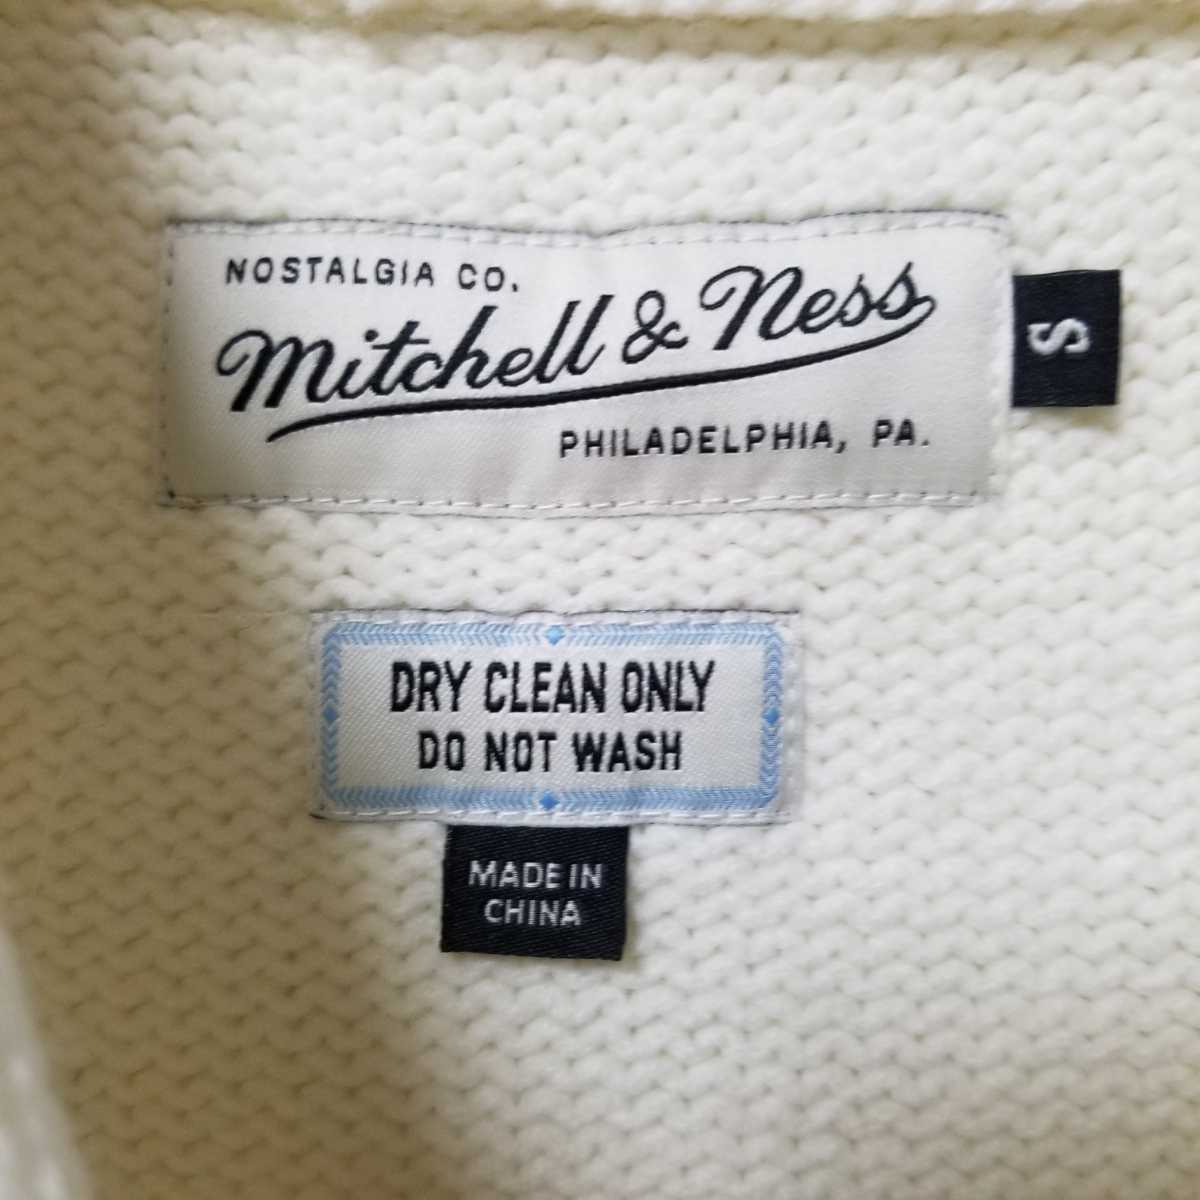 NOSTALGIA CO.
Mitchell & Ness
PHILADELPHIA, PA.
S
DRY CLEAN ONLY
DO NOT WASH
MADE IN
CHINA